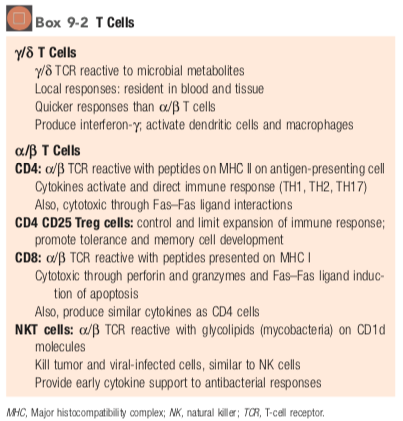 Box 9-2 T Cells
γ/δ T Cells
γ/δ TCR reactive to microbial metabolites
Local responses: resident in blood and tissue
Quicker responses than α/β T cells
Produce interferon-γ; activate dendritic cells and macrophages
α/β T Cells
CD4: α/β TCR reactive with peptides on MHC II on antigen-presenting cell
Cytokines activate and direct immune response (TH1, TH2, TH17)
Also, cytotoxic through Fas–Fas ligand interactions
CD4 CD25 Treg cells: control and limit expansion of immune response;
promote tolerance and memory cell development
CD8: α/β TCR reactive with peptides presented on MHC I
Cytotoxic through perforin and granzymes and Fas–Fas ligand induc-
tion of apoptosis
Also, produce similar cytokines as CD4 cells
NKT cells: α/β TCR reactive with glycolipids (mycobacteria) on CD1d
molecules
Kill tumor and viral-infected cells, similar to NK cells
Provide early cytokine support to antibacterial responses
MHC, Major histocompatibility complex; NK, natural killer; TCR, T-cell receptor.